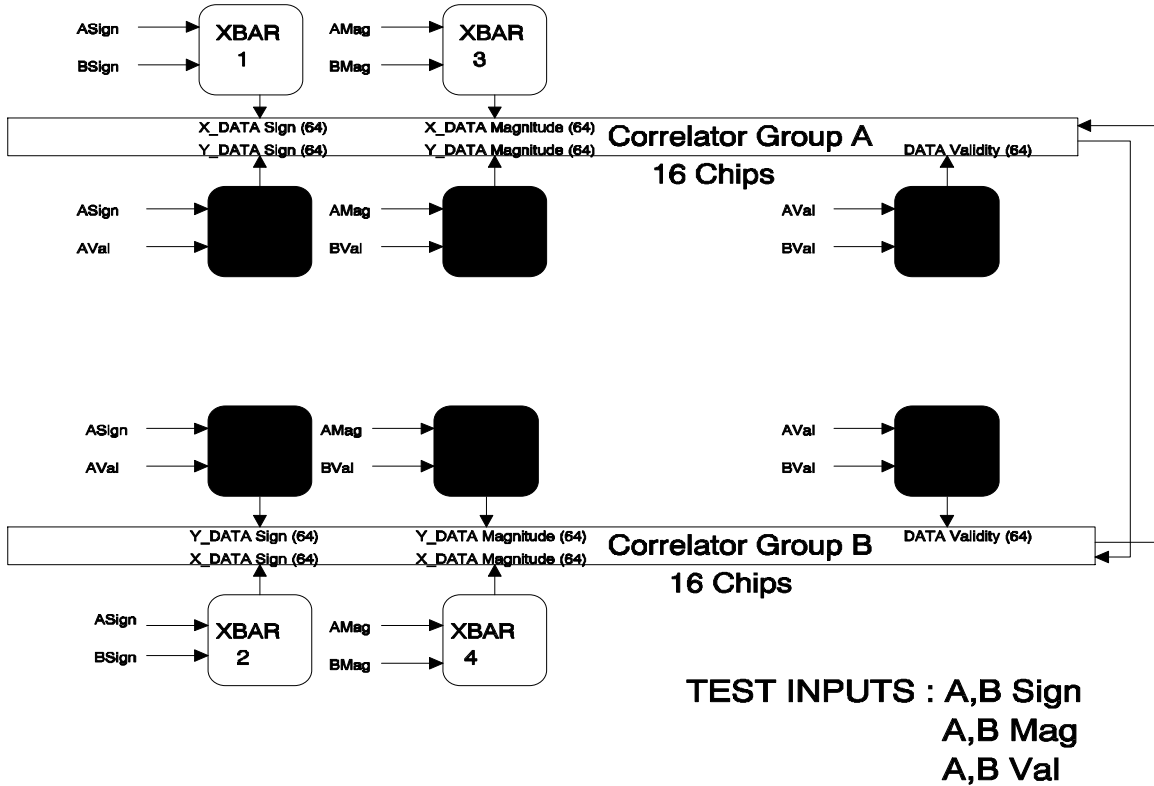 ASign
BSign
XBAR
1
AMag
BMag
XBAR
3
X_DATA Sign (64)
X_DATA Magnitude (64)
Y_DATA Sign (64)
Y_DATA Magnitude (64)
Correlator Group A
DATA Validity (64)
16 Chips
ASign
AVal
AMag
BVal
AVal
BVal
ASign
AVal
AMag
BVal
AVal
BVal
Y_DATA Sign (64)
Y_DATA Magnitude (64)
DATA Validity (64)
X_DATA Sign (64)
X_DATA Magnitude (64)
Correlator Group B
16 Chips
ASign
BSign
XBAR
2
AMag
BMag
XBAR
4
TEST INPUTS : A,B Sign
A,B Mag
A,B Val